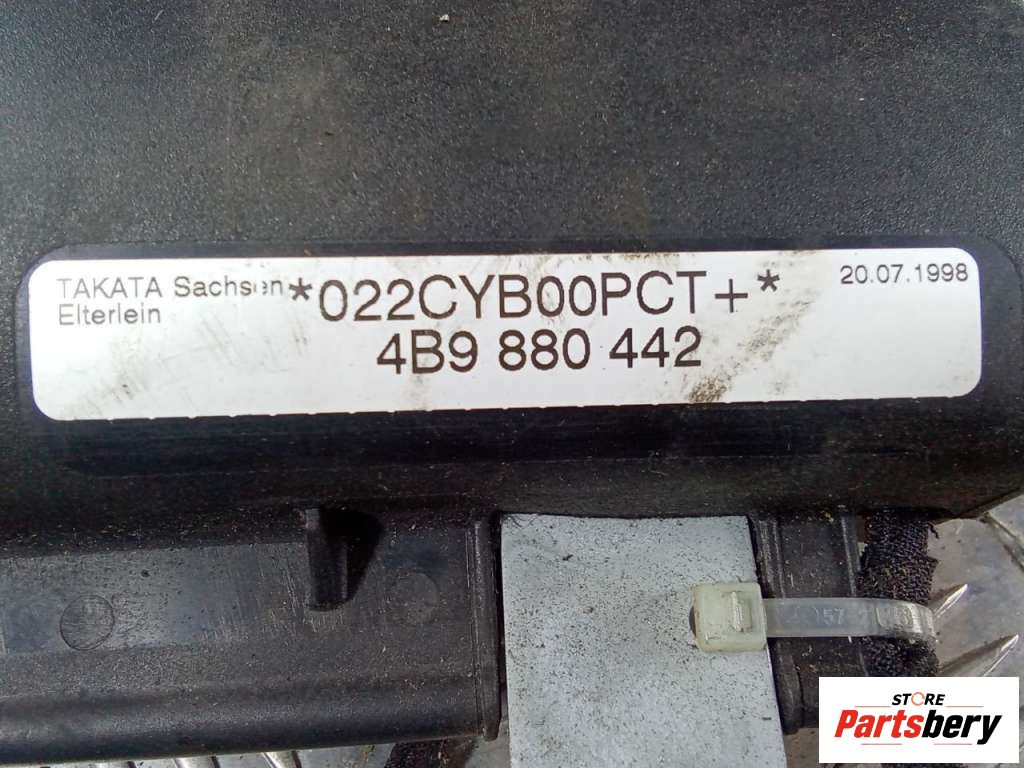 TAKATA Sachsen
Elterlein
*022CYB00PCT+*
4B9 880 442
20.07.1998
STORE
Partsbery